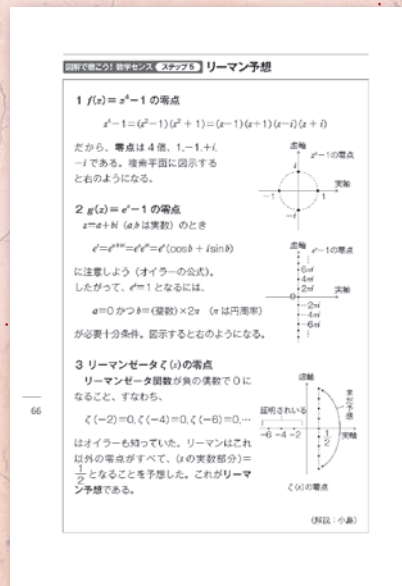 図解で磨こう！数学センス ステップ5 リーマン予想
1 f(z)＝z⁴−1 の零点
z⁴−1＝(z²−1)(z²＋1)＝(z−1)(z＋1)(z−i)(z＋i)
だから、零点は4個、1,−1,+i,
−i である。複素平面に図示する
と右のようになる。
虚軸
z⁴−1の零点
i
実軸
−1
1
−i
2 g(z)＝eᶻ−1 の零点
z＝a＋bi（a,bは実数）のとき
eᶻ＝eᵃ⁺ᵇⁱ＝eᵃeᵇⁱ＝eᵃ(cos b＋i sin b)
に注意しよう（オイラーの公式）。
したがって、eᶻ＝1となるには、
a＝0 かつ b＝(整数)×2π （πは円周率）
が必要十分条件。図示すると右のようになる。
虚軸
eᶻ−1の零点
6πi
4πi
2πi
実軸
O
−2πi
−4πi
−6πi
3 リーマンゼータζ(s)の零点
リーマンゼータ関数が負の偶数で0に
なること、すなわち、
ζ(−2)＝0,ζ(−4)＝0,ζ(−6)＝0,…
はオイラーも知っていた。リーマンはこれ
以外の零点がすべて、(sの実数部分)＝
1/2 となることを予想した。これがリーマ
ン予想である。
虚軸
まだ予想
証明されいる
−6 −4 −2
1/2
実軸
ζ(s)の零点
（解説：小島）
66